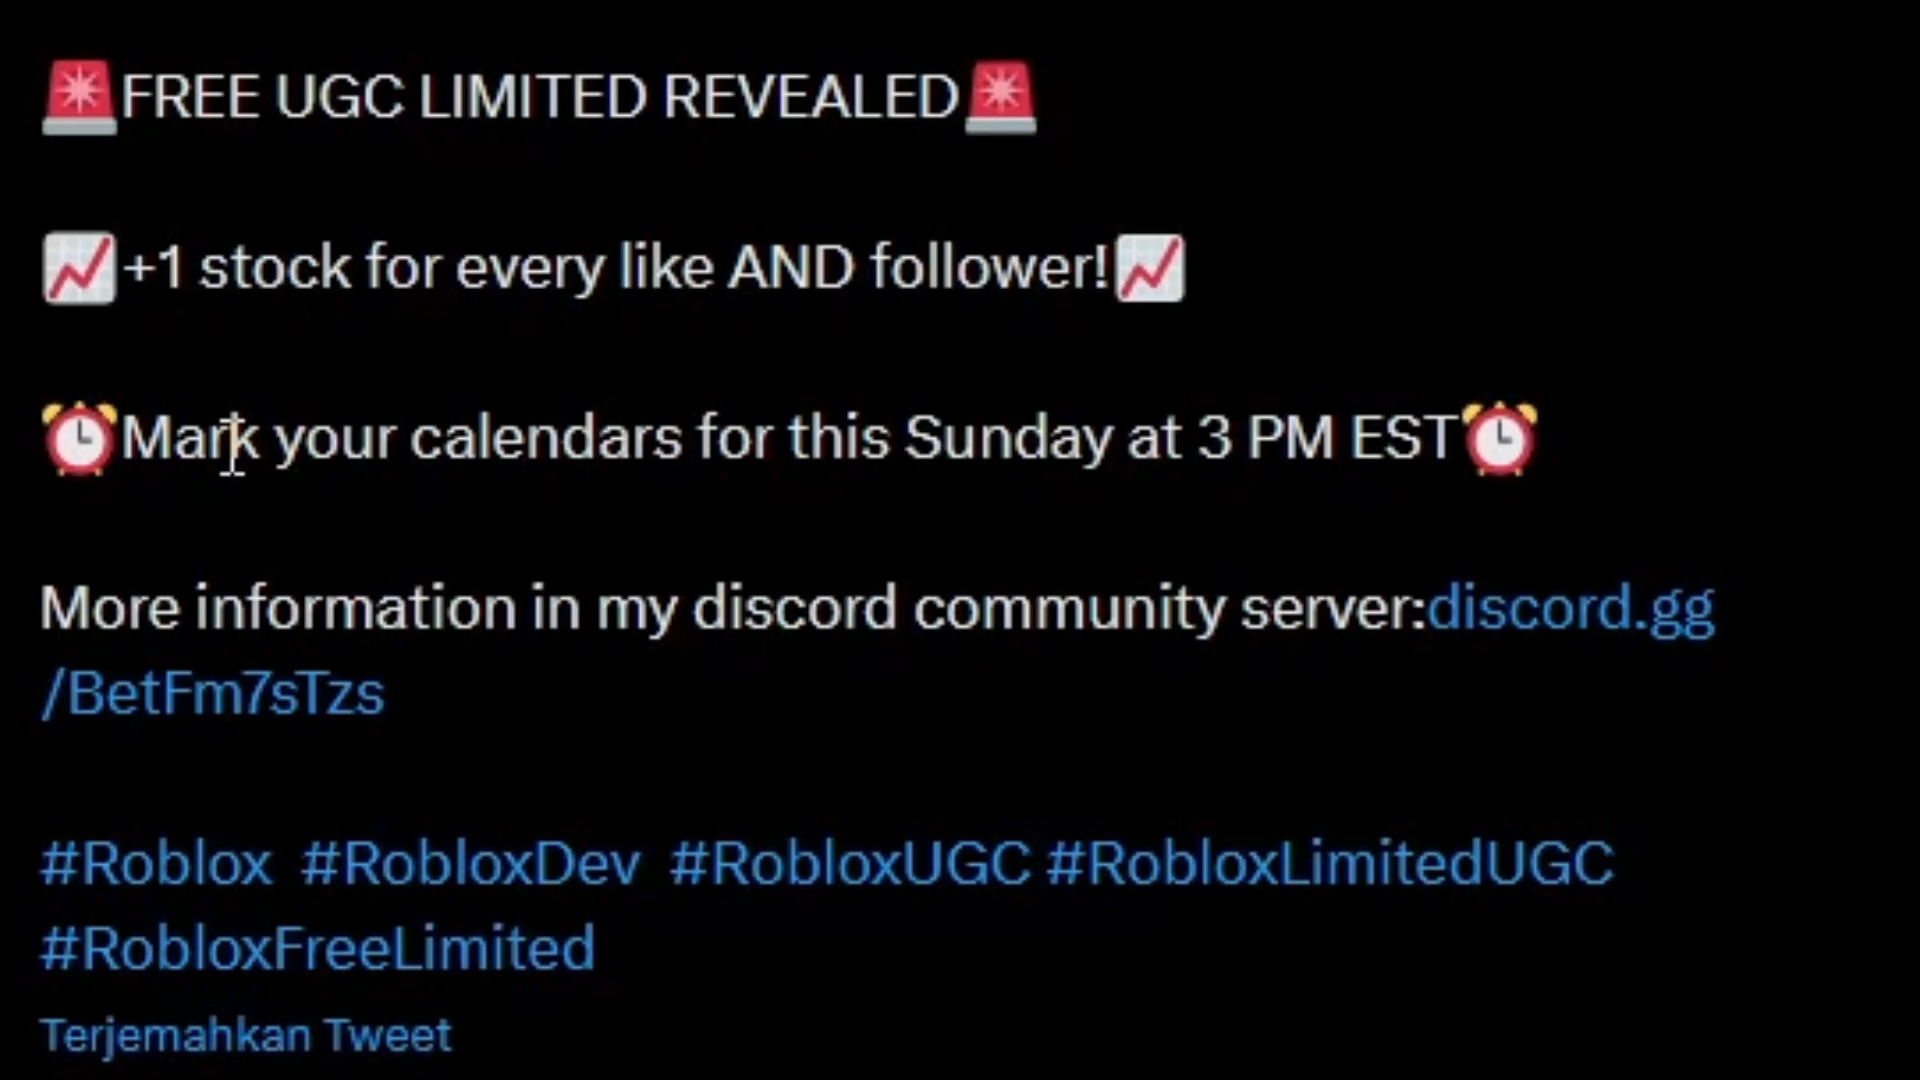 🚨FREE UGC LIMITED REVEALED🚨
📈+1 stock for every like AND follower!📈
⏰Mark your calendars for this Sunday at 3 PM EST⏰
More information in my discord community server:discord.gg
/BetFm7sTzs
#Roblox #RobloxDev #RobloxUGC #RobloxLimitedUGC
#RobloxFreeLimited
Terjemahkan Tweet